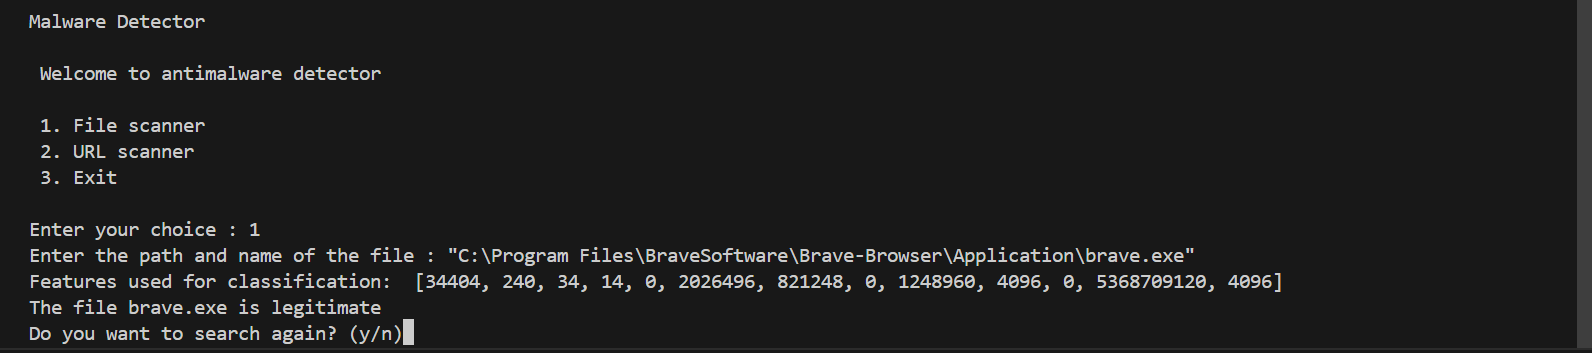 Malware Detector
Welcome to antimalware detector
1. File scanner
2. URL scanner
3. Exit
Enter your choice : 1
Enter the path and name of the file : "C:\Program Files\BraveSoftware\Brave-Browser\Application\brave.exe"
Features used for classification:  [34404, 240, 34, 14, 0, 2026496, 821248, 0, 1248960, 4096, 0, 5368709120, 4096]
The file brave.exe is legitimate
Do you want to search again? (y/n)